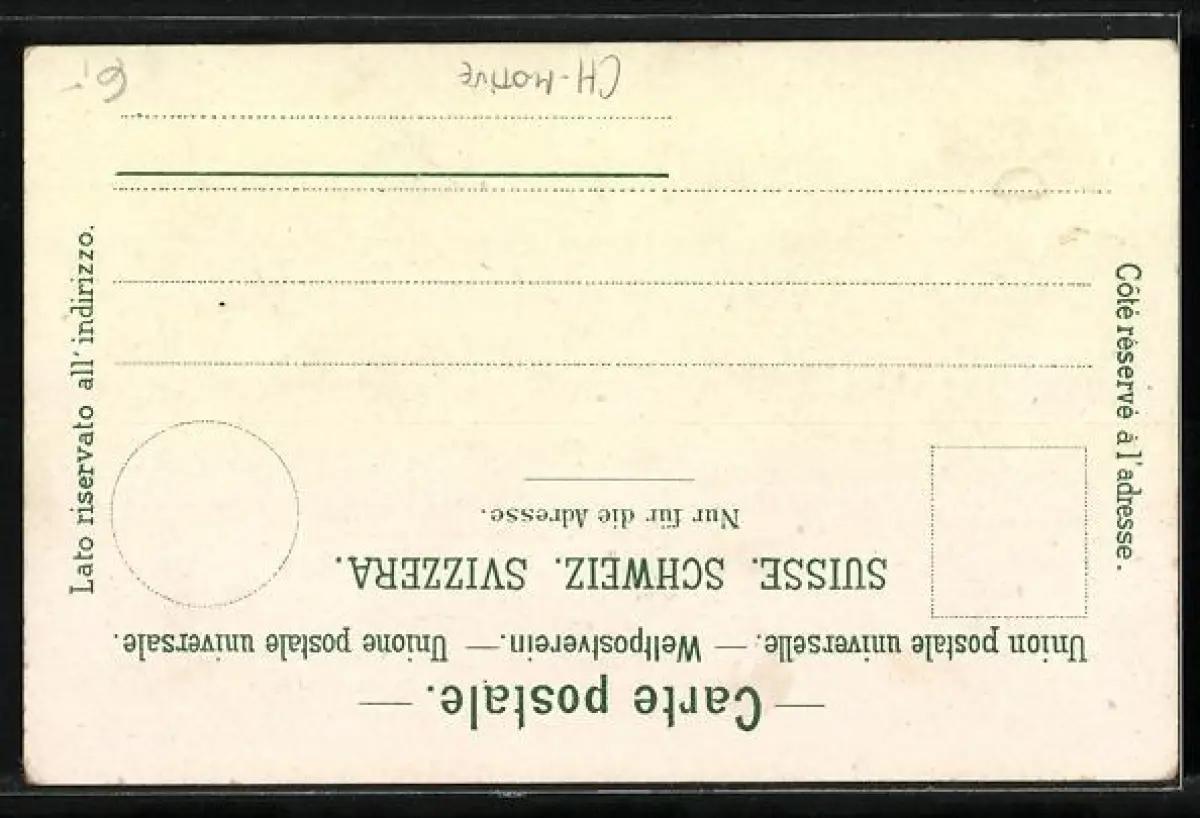 — Carte postale. —
Union postale universelle. — Weltpostverein. — Unione postale universale.
SUISSE. SCHWEIZ. SVIZZERA.
Nur für die Adresse.
Côté réservé à l'adresse.
Lato riservato all' indirizzo.
CH-MOTIVE
6,-